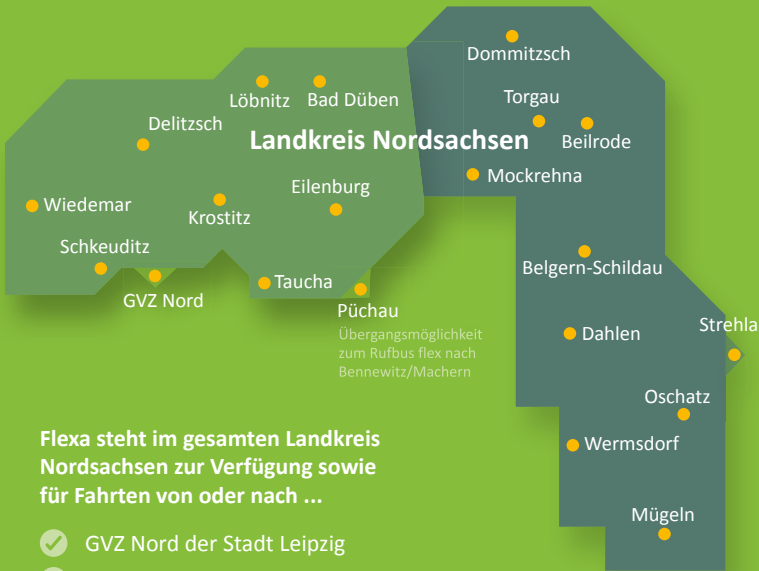 Dommitzsch
Löbnitz
Bad Düben
Torgau
Delitzsch
Landkreis Nordsachsen
Beilrode
Mockrehna
Eilenburg
Wiedemar
Krostitz
Schkeuditz
Belgern-Schildau
GVZ Nord
Taucha
Püchau
Übergangsmöglichkeit
zum Rufbus flex nach
Bennewitz/Machern
Strehla
Dahlen
Oschatz
Wermsdorf
Mügeln
Flexa steht im gesamten Landkreis
Nordsachsen zur Verfügung sowie
für Fahrten von oder nach ...
GVZ Nord der Stadt Leipzig